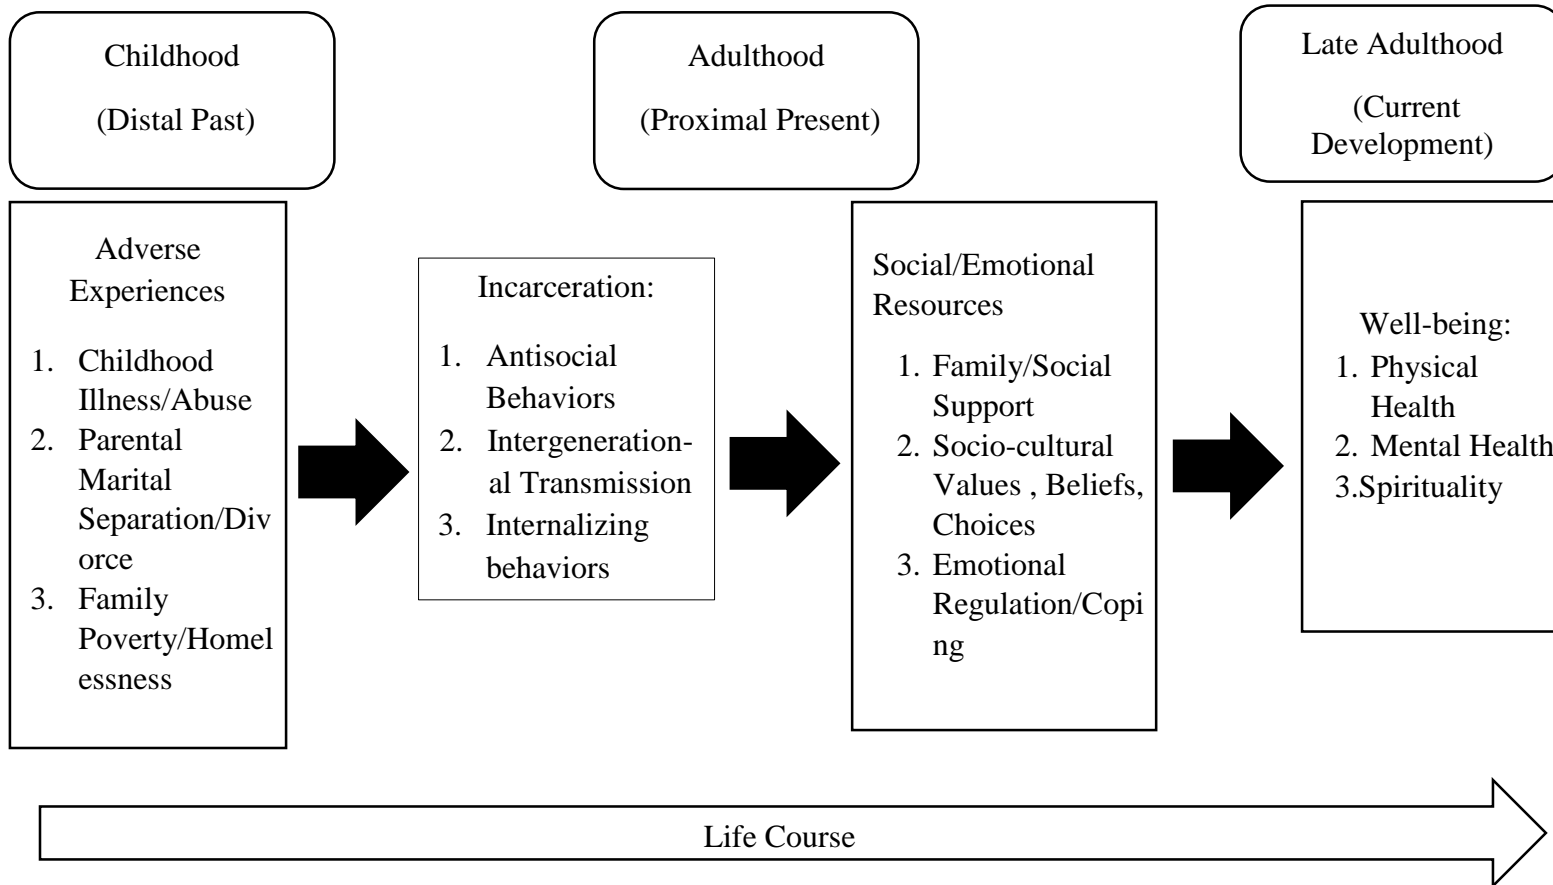 Childhood
(Distal Past)
Adulthood
(Proximal Present)
Late Adulthood
(Current
Development)
Adverse
Experiences
1. Childhood
Illness/Abuse
2. Parental
Marital
Separation/Div
orce
3. Family
Poverty/Homel
essness
Incarceration:
1. Antisocial
Behaviors
2. Intergeneration-
al Transmission
3. Internalizing
behaviors
Social/Emotional
Resources
1. Family/Social
Support
2. Socio-cultural
Values , Beliefs,
Choices
3. Emotional
Regulation/Copi
ng
Well-being:
1. Physical
Health
2. Mental Health
3.Spirituality
Life Course